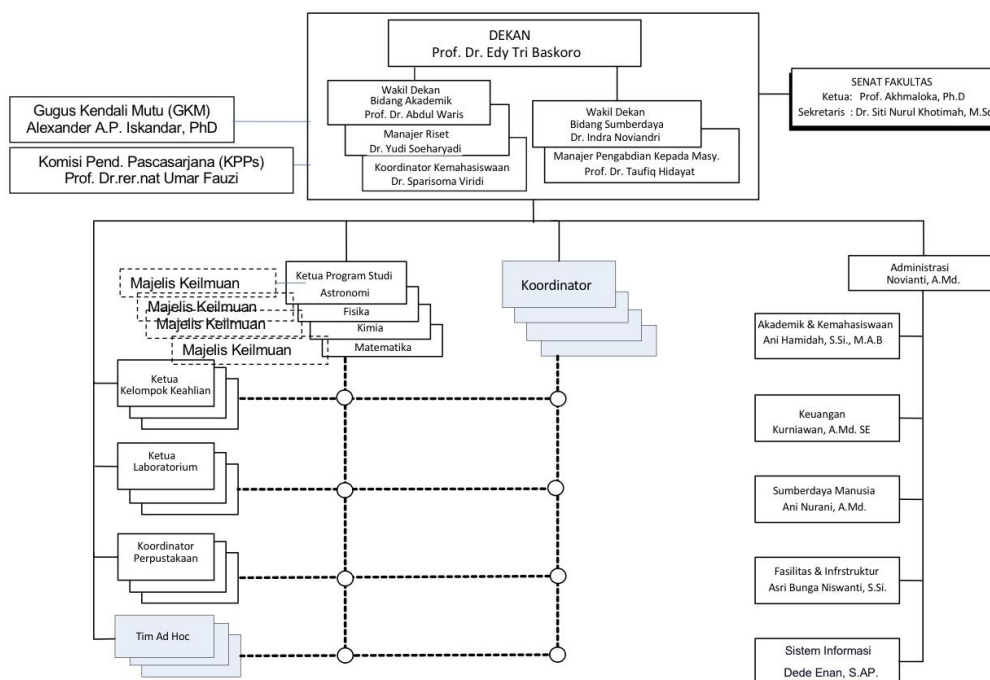 DEKAN
Prof. Dr. Edy Tri Baskoro
Wakil Dekan
Bidang Akademik
Prof. Dr. Abdul Waris
Manajer Riset
Dr. Yudi Soeharyadi
Koordinator Kemahasiswaan
Dr. Sparisoma Viridi
Wakil Dekan
Bidang Sumberdaya
Dr. Indra Noviandri
Manajer Pengabdian Kepada Masy.
Prof. Dr. Taufiq Hidayat
SENAT FAKULTAS
Ketua: Prof. Akhmaloka, Ph.D
Sekretaris : Dr. Siti Nurul Khotimah, M.Sc
Gugus Kendali Mutu (GKM)
Alexander A.P. Iskandar, PhD
Komisi Pend. Pascasarjana (KPPs)
Prof. Dr.rer.nat Umar Fauzi
Majelis Keilmuan
Majelis Keilmuan
Majelis Keilmuan
Majelis Keilmuan
Ketua Program Studi
Astronomi
Fisika
Kimia
Matematika
Koordinator
Administrasi
Novianti, A.Md.
Ketua
Kelompok Keahlian
Ketua
Laboratorium
Koordinator
Perpustakaan
Tim Ad Hoc
Akademik & Kemahasiswaan
Ani Hamidah, S.Si., M.A.B
Keuangan
Kurniawan, A.Md. SE
Sumberdaya Manusia
Ani Nurani, A.Md.
Fasilitas & Infrstruktur
Asri Bunga Niswanti, S.Si.
Sistem Informasi
Dede Enan, S.AP.